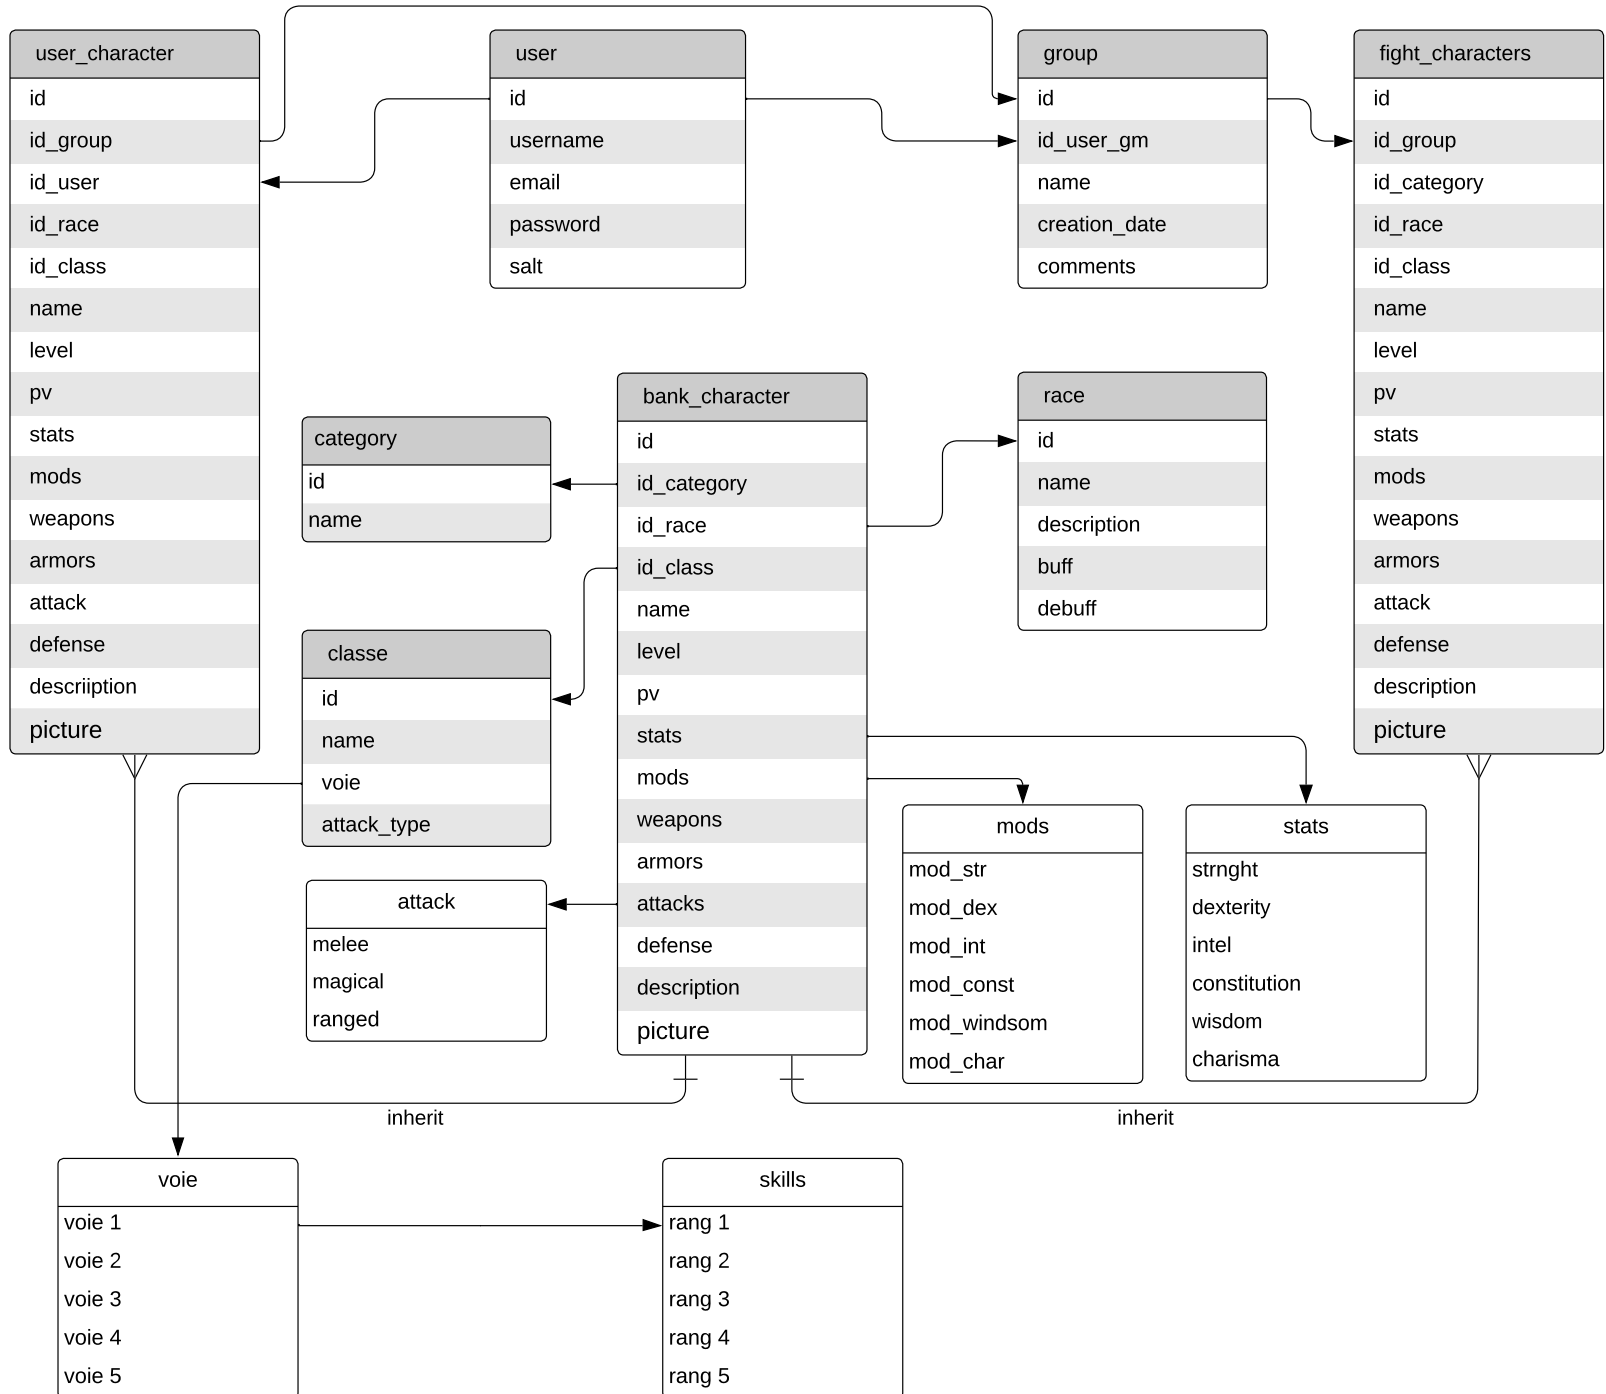 user_character
id
id_group
id_user
id_race
id_class
name
level
pv
stats
mods
weapons
armors
attack
defense
descriiption
picture
user
id
username
email
password
salt
group
id
id_user_gm
name
creation_date
comments
fight_characters
id
id_group
id_category
id_race
id_class
name
level
pv
stats
mods
weapons
armors
attack
defense
description
picture
category
id
name
classe
id
name
voie
attack_type
attack
melee
magical
ranged
bank_character
id
id_category
id_race
id_class
name
level
pv
stats
mods
weapons
armors
attacks
defense
description
picture
race
id
name
description
buff
debuff
mods
mod_str
mod_dex
mod_int
mod_const
mod_windsom
mod_char
stats
strnght
dexterity
intel
constitution
wisdom
charisma
inherit
inherit
voie
voie 1
voie 2
voie 3
voie 4
voie 5
skills
rang 1
rang 2
rang 3
rang 4
rang 5